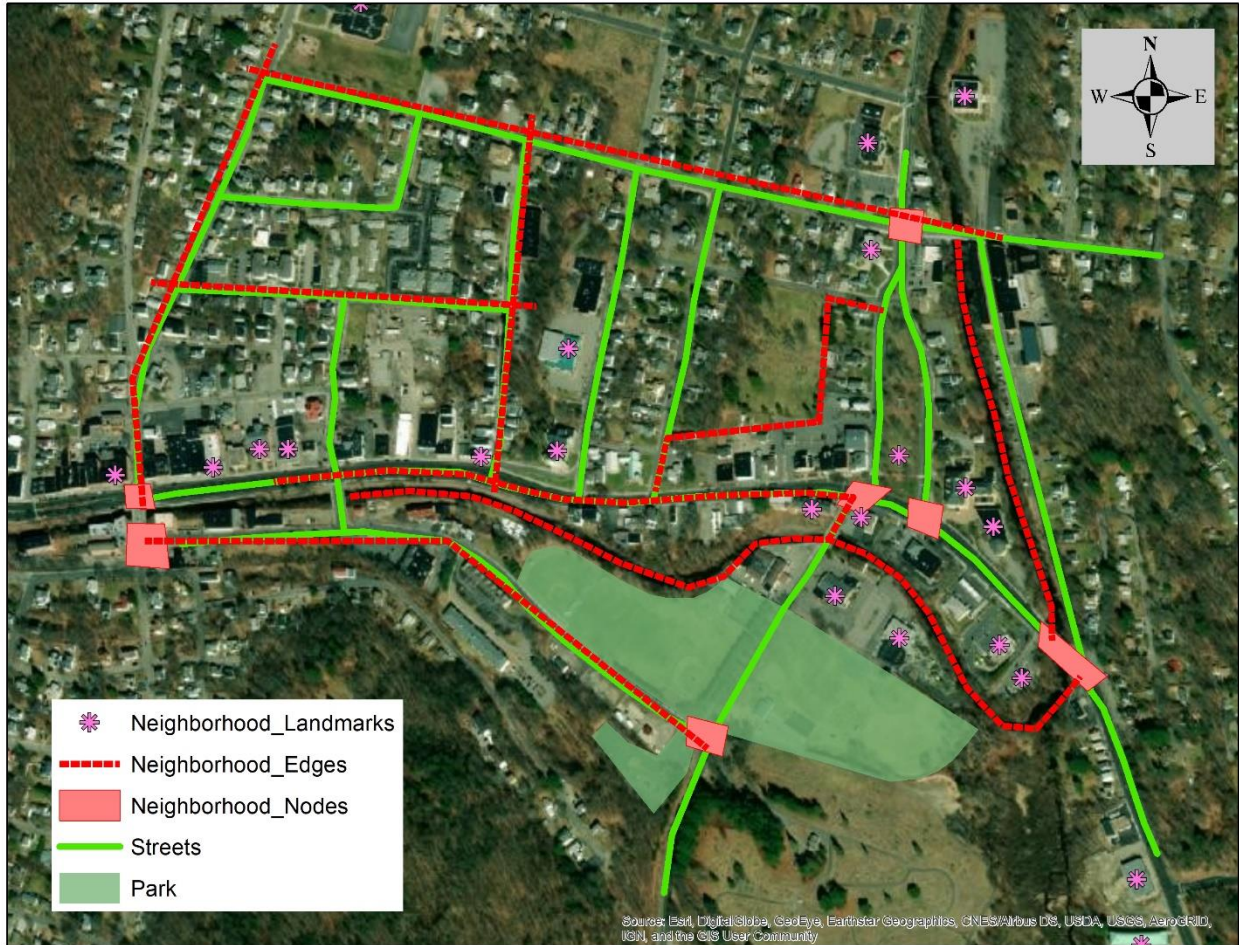 N
W E
S
Neighborhood_Landmarks
Neighborhood_Edges
Neighborhood_Nodes
Streets
Park
Source: Esri, DigitalGlobe, GeoEye, Earthstar Geographics, CNES/Airbus DS, USDA, USGS, AeroGRID,
IGN, and the GIS User Community